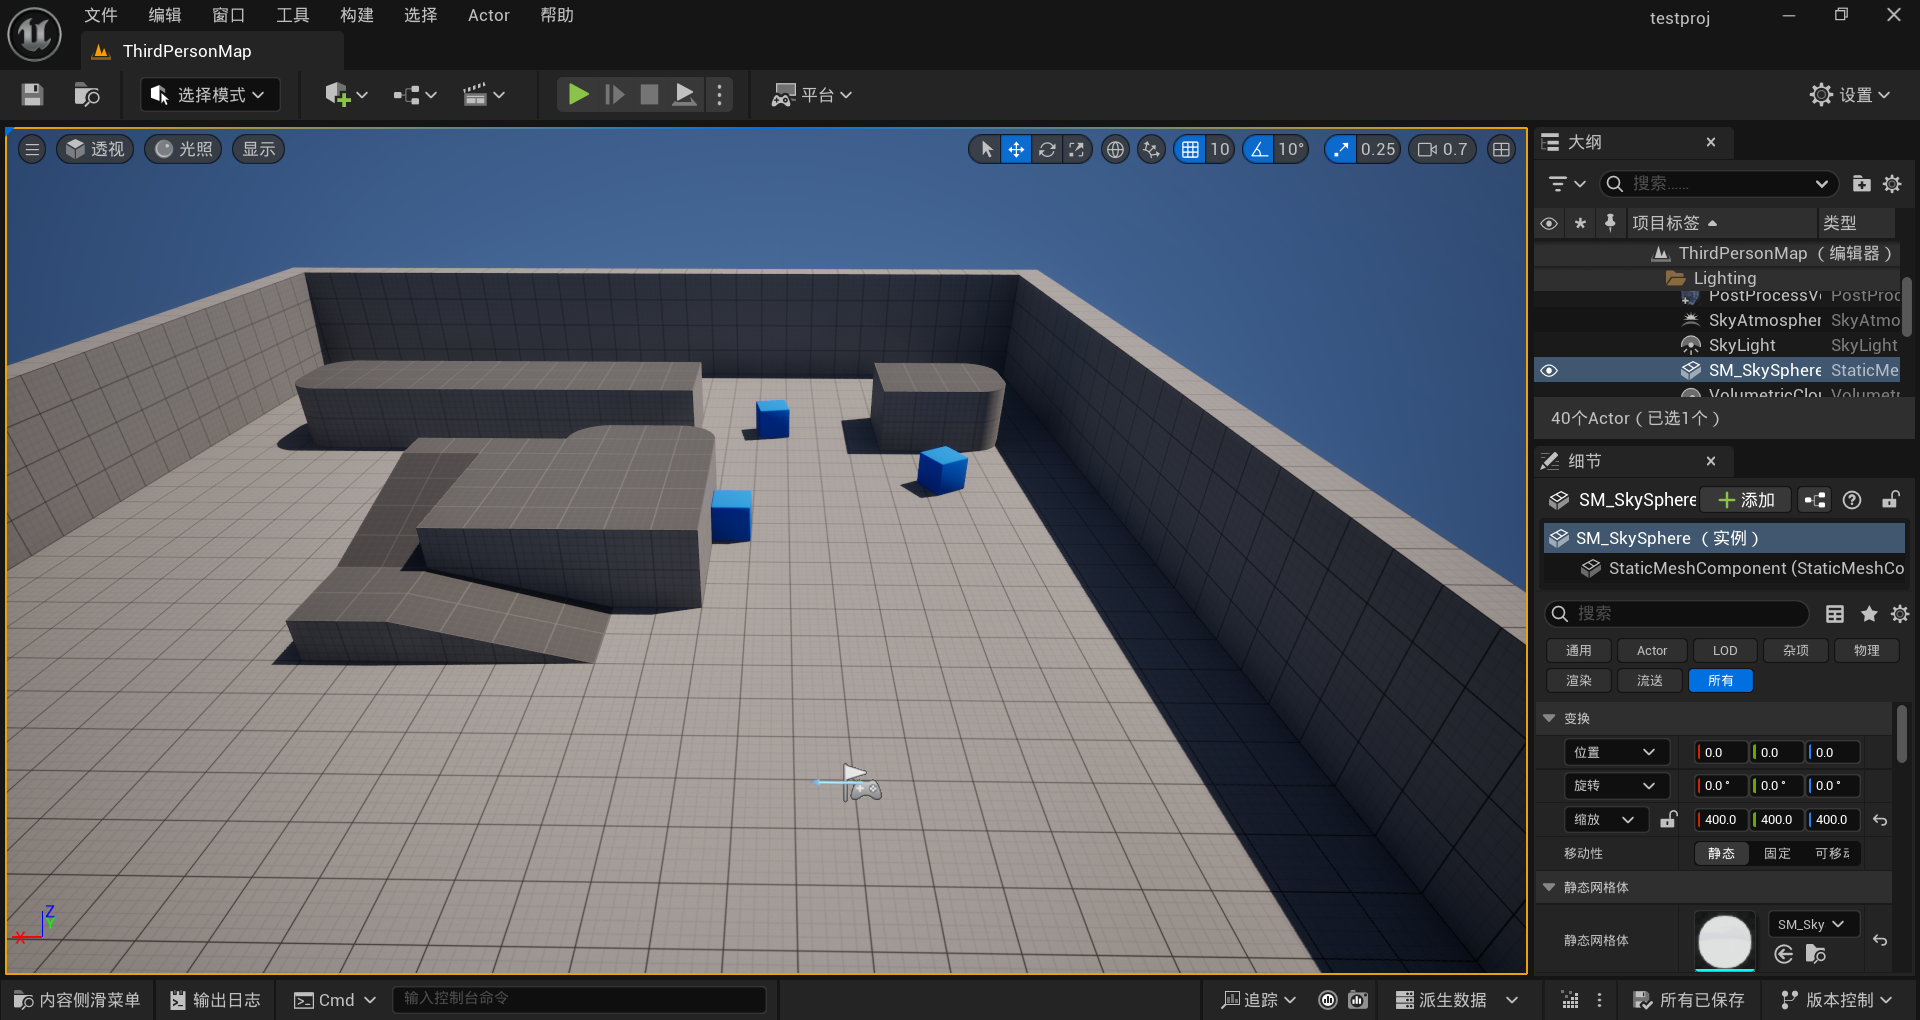 文件 编辑 窗口 工具 构建 选择 Actor 帮助
testproj
ThirdPersonMap
选择模式
平台
设置
透视 光照 显示
10 10° 0.25 0.7
大纲
搜索......
项目标签 类型
ThirdPersonMap（编辑器）
Lighting
PostProcessV PostProc
SkyAtmospher SkyAtmo
SkyLight SkyLight
SM_SkySphere StaticMe
VolumetricClou Volumetr
40个Actor（已选1个）
细节
SM_SkySphere 添加
SM_SkySphere （实例）
StaticMeshComponent (StaticMeshCo
搜索
通用 Actor LOD 杂项 物理
渲染 流送 所有
变换
位置 0.0 0.0 0.0
旋转 0.0° 0.0° 0.0°
缩放 400.0 400.0 400.0
移动性 静态 固定 可移动
静态网格体
静态网格体 SM_Sky
Z
Y
X
内容侧滑菜单 输出日志 Cmd 输入控制台命令 追踪 派生数据 所有已保存 版本控制